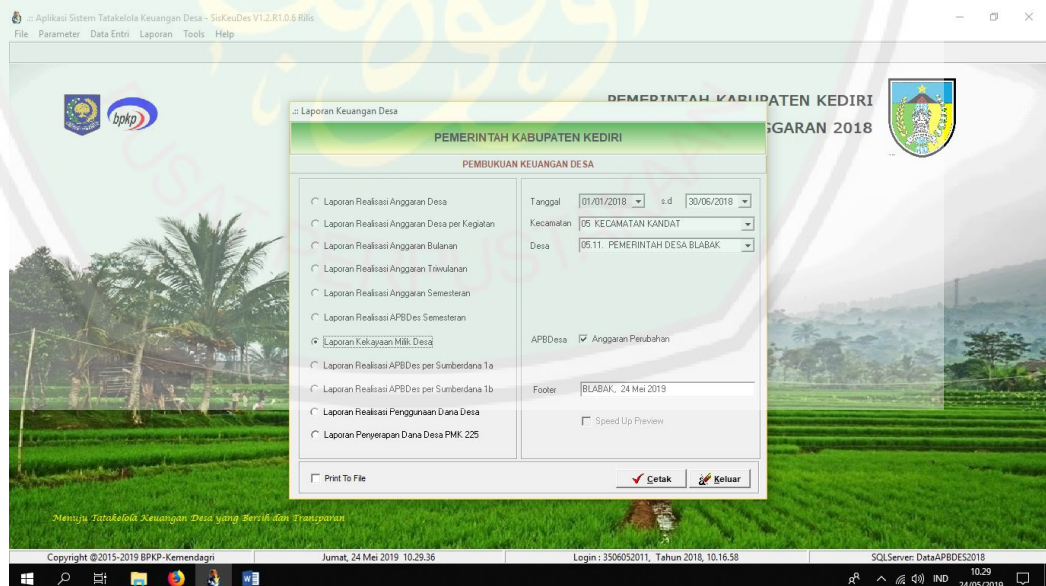 .:: Aplikasi Sistem Tatakelola Keuangan Desa - SisKeuDes V1.2.R1.0.6 Rilis
File Parameter Data Entri Laporan Tools Help
bpkp
PEMERINTAH KABUPATEN KEDIRI
GGARAN 2018
.:: Laporan Keuangan Desa
PEMERINTAH KABUPATEN KEDIRI
PEMBUKUAN KEUANGAN DESA
Laporan Realisasi Anggaran Desa
Laporan Realisasi Anggaran Desa per Kegiatan
Laporan Realisasi Anggaran Bulanan
Laporan Realisasi Anggaran Triwulanan
Laporan Realisasi Anggaran Semesteran
Laporan Realisasi APBDes Semesteran
Laporan Kekayaan Milik Desa
Laporan Realisasi APBDes per Sumberdana 1a
Laporan Realisasi APBDes per Sumberdana 1b
Laporan Realisasi Penggunaan Dana Desa
Laporan Penyerapan Dana Desa PMK 225
Tanggal 01/01/2018 s.d 30/06/2018
Kecamatan 05 KECAMATAN KANDAT
Desa 05.11. PEMERINTAH DESA BLABAK
APBDesa Anggaran Perubahan
Footer BLABAK, 24 Mei 2019
Speed Up Preview
Print To File
Cetak Keluar
Menuju Tatakelola Keuangan Desa yang Bersih dan Transparan
Copyright ©2015-2019 BPKP-Kemendagri Jumat, 24 Mei 2019 10.29.36 Login : 3506052011, Tahun 2018, 10.16.58 SQLServer: DataAPBDES2018
IND 10.29
24/05/2019